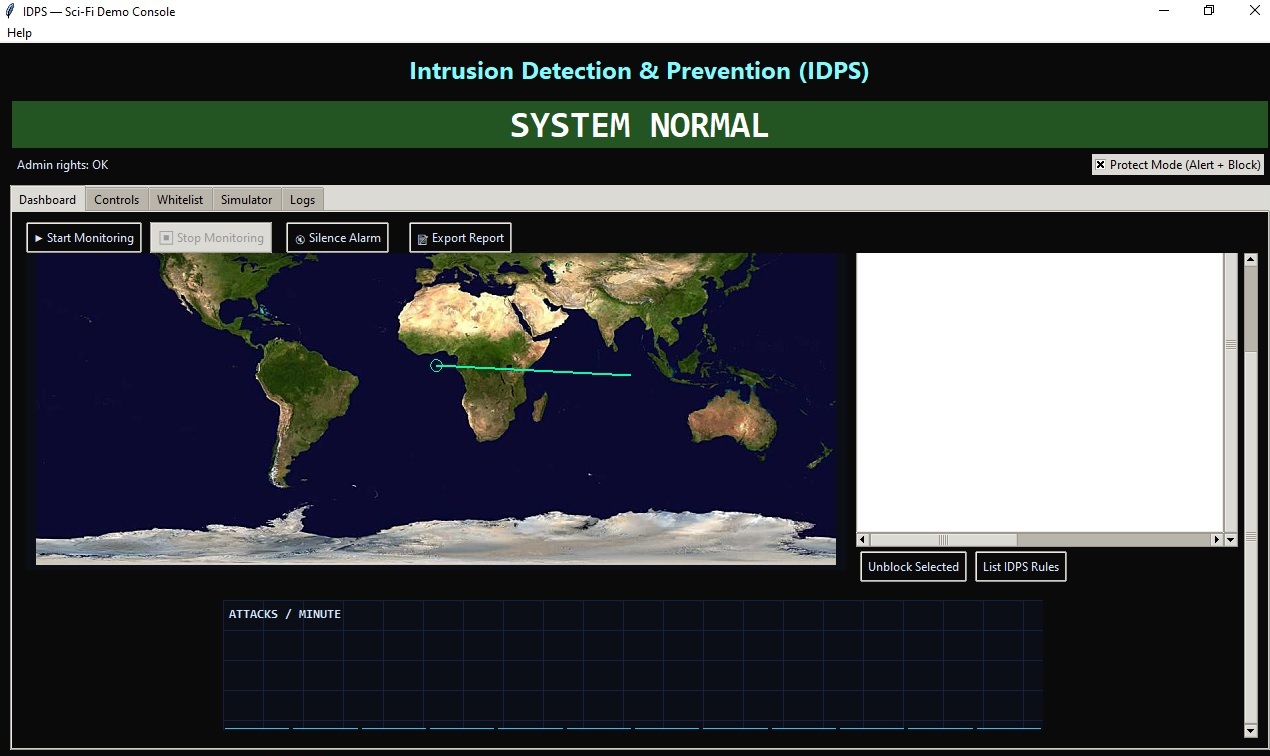 IDPS — Sci-Fi Demo Console
Help
Intrusion Detection & Prevention (IDPS)
SYSTEM NORMAL
Admin rights: OK
Protect Mode (Alert + Block)
Dashboard Controls Whitelist Simulator Logs
Start Monitoring Stop Monitoring Silence Alarm Export Report
Unblock Selected List IDPS Rules
ATTACKS / MINUTE